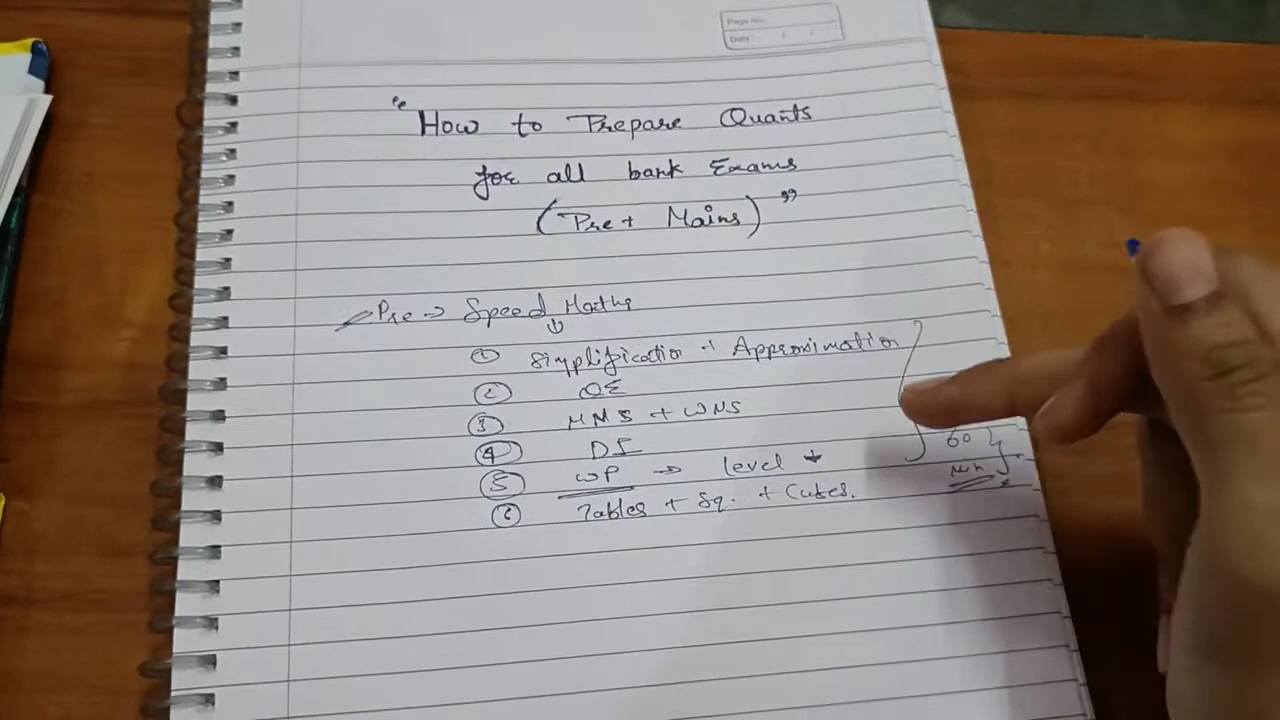 Page No.
Date: / /
"How to Prepare Quants
for all bank Exams
(Pre + Mains)"
Pre → Speed Maths
↓
① Simplification + Approximation
② QE
③ MNS + WNS
④ DI
⑤ WP → level ↓
⑥ Tables + Sq. + Cubes.
60